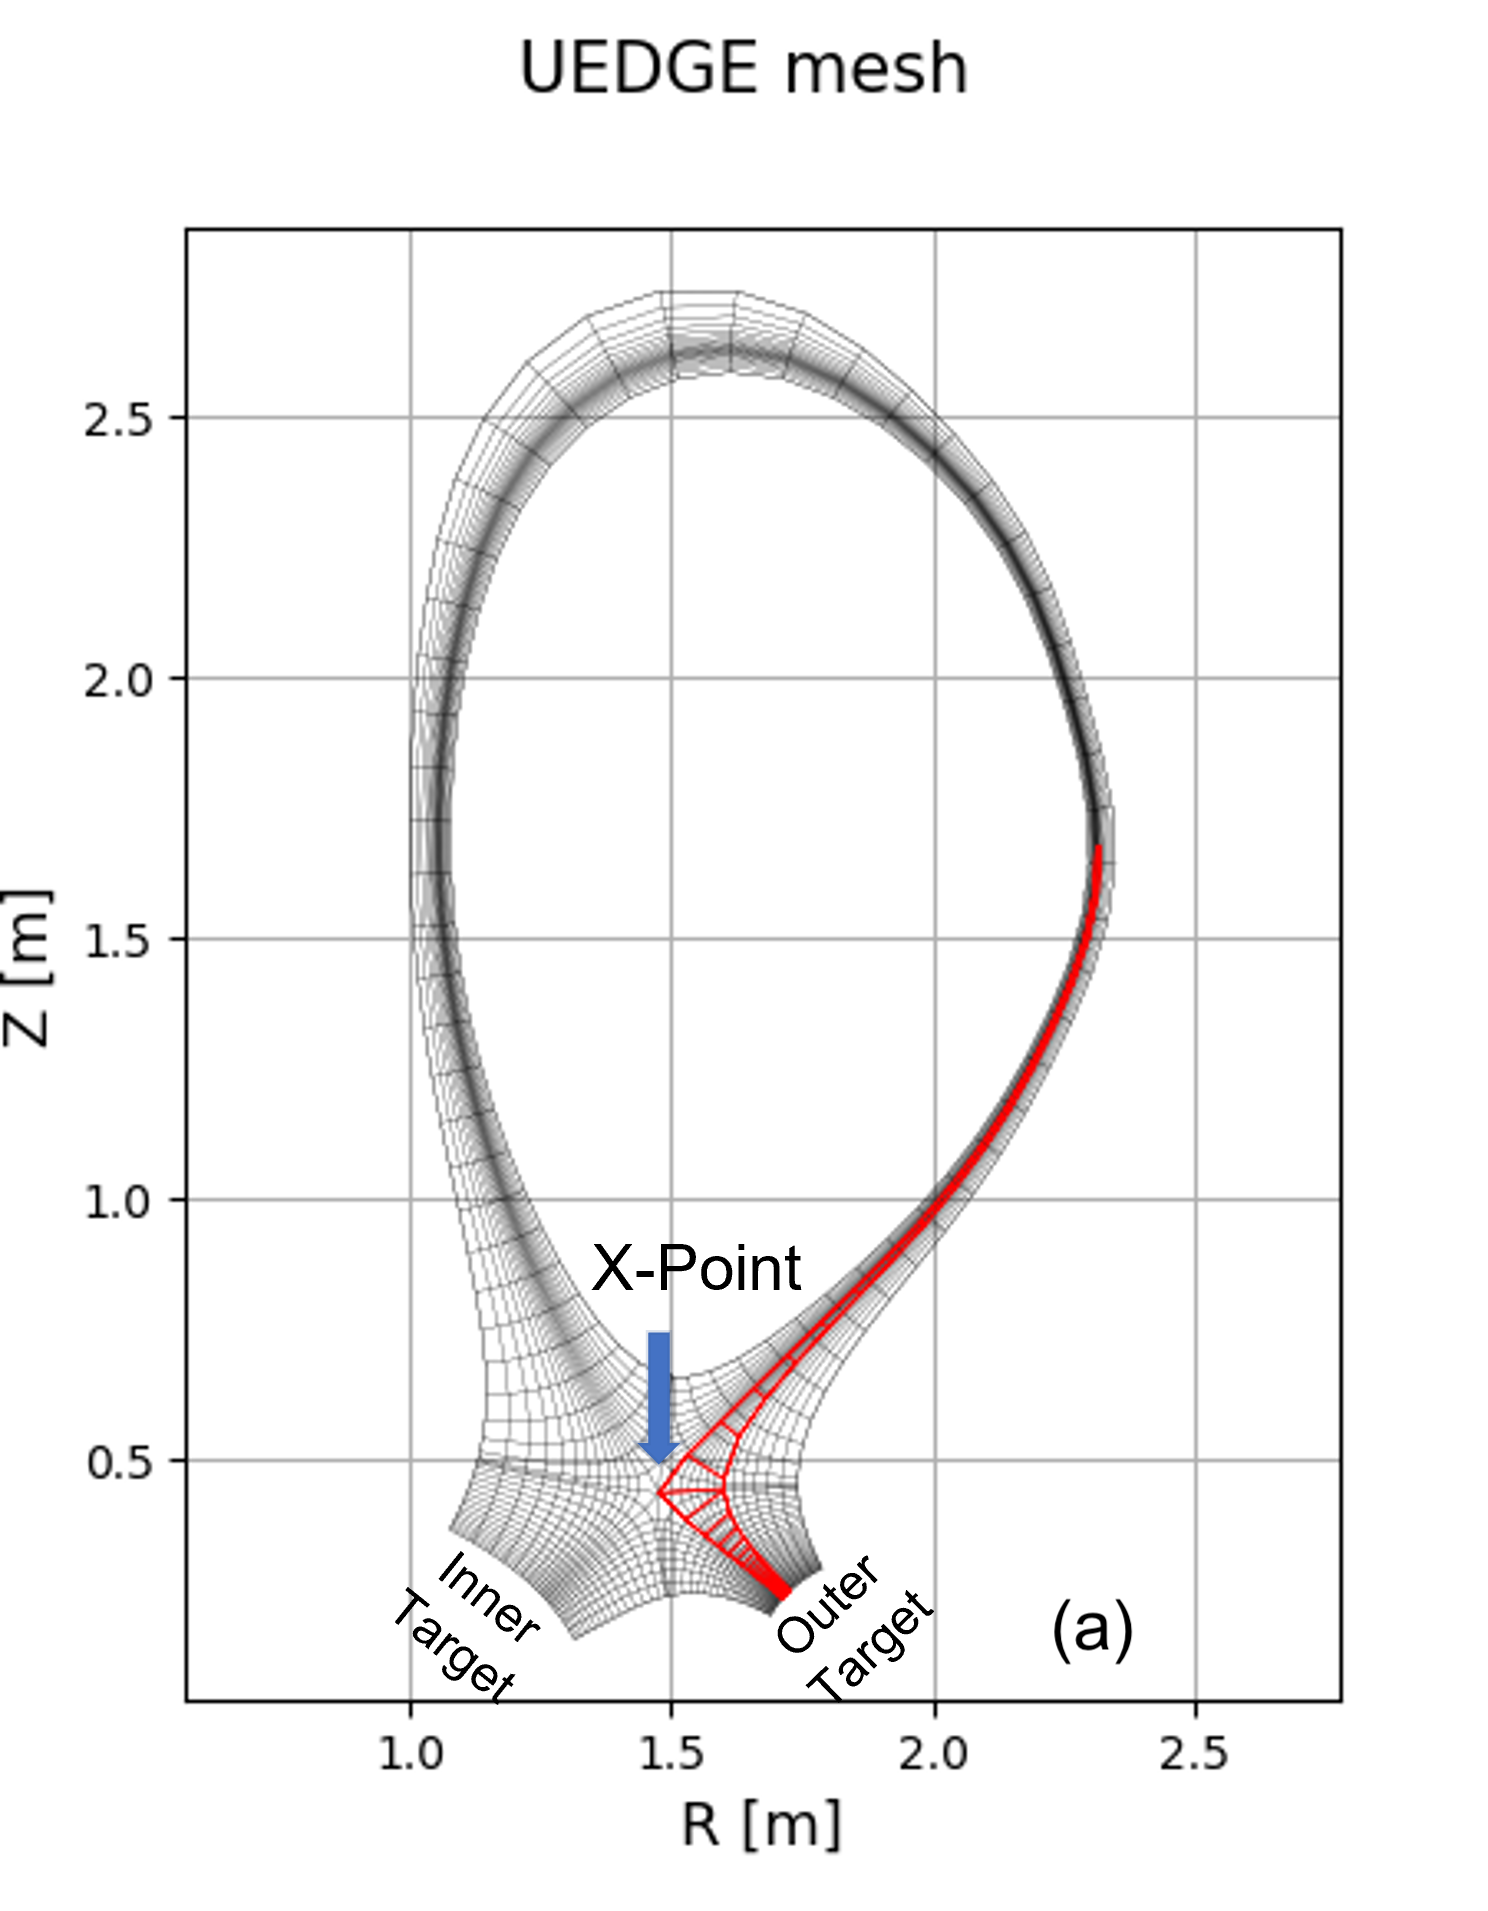 UEDGE mesh
2.5
2.0
1.5
1.0
0.5
Z [m]
X-Point
Inner
Target
Outer
Target
(a)
1.0
1.5
2.0
2.5
R [m]